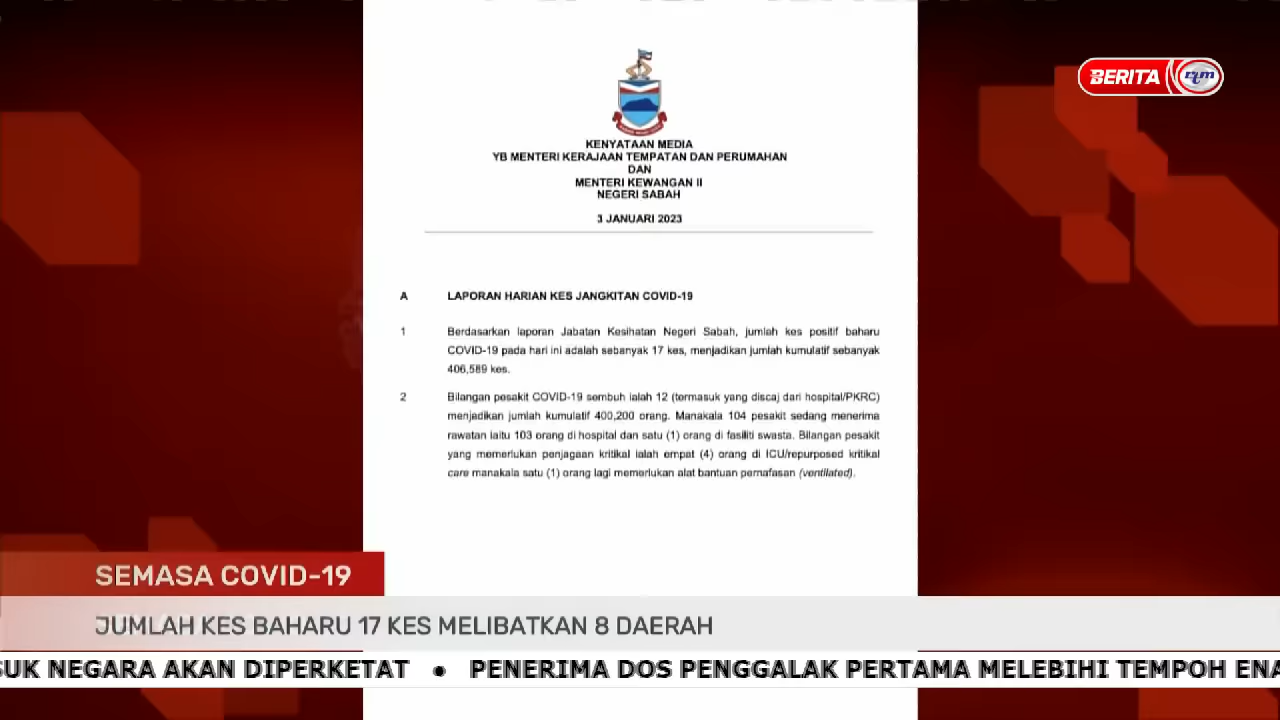 BERITA rtm
KENYATAAN MEDIA
YB MENTERI KERAJAAN TEMPATAN DAN PERUMAHAN
DAN
MENTERI KEWANGAN II
NEGERI SABAH
3 JANUARI 2023
A LAPORAN HARIAN KES JANGKITAN COVID-19
1 Berdasarkan laporan Jabatan Kesihatan Negeri Sabah, jumlah kes positif baharu
COVID-19 pada hari ini adalah sebanyak 17 kes, menjadikan jumlah kumulatif sebanyak
406,589 kes.
2 Bilangan pesakit COVID-19 sembuh ialah 12 (termasuk yang discaj dari hospital/PKRC)
menjadikan jumlah kumulatif 400,200 orang. Manakala 104 pesakit sedang menerima
rawatan iaitu 103 orang di hospital dan satu (1) orang di fasiliti swasta. Bilangan pesakit
yang memerlukan penjagaan kritikal ialah empat (4) orang di ICU/repurposed kritikal
care manakala satu (1) orang lagi memerlukan alat bantuan pernafasan (ventilated).
SEMASA COVID-19
JUMLAH KES BAHARU 17 KES MELIBATKAN 8 DAERAH
SUK NEGARA AKAN DIPERKETAT ● PENERIMA DOS PENGGALAK PERTAMA MELEBIHI TEMPOH ENA